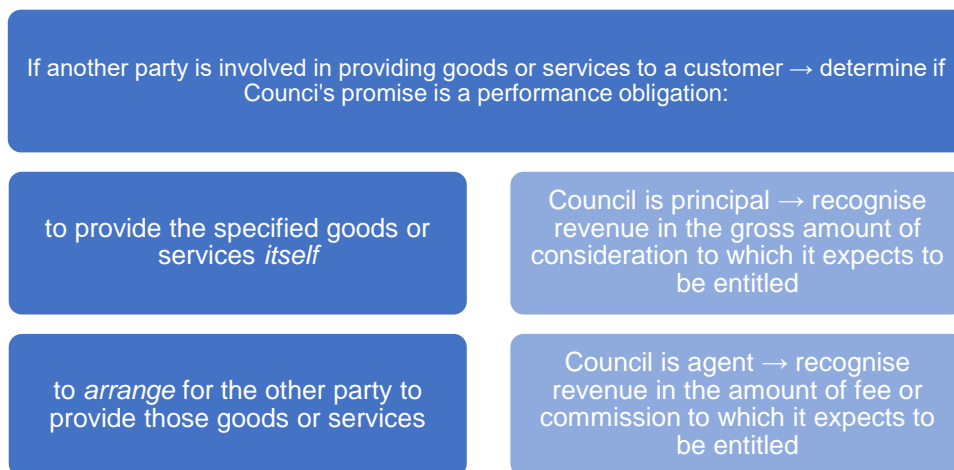 If another party is involved in providing goods or services to a customer → determine if
Counci's promise is a performance obligation:
to provide the specified goods or
services itself
Council is principal → recognise
revenue in the gross amount of
consideration to which it expects to
be entitled
to arrange for the other party to
provide those goods or services
Council is agent → recognise
revenue in the amount of fee or
commission to which it expects to
be entitled